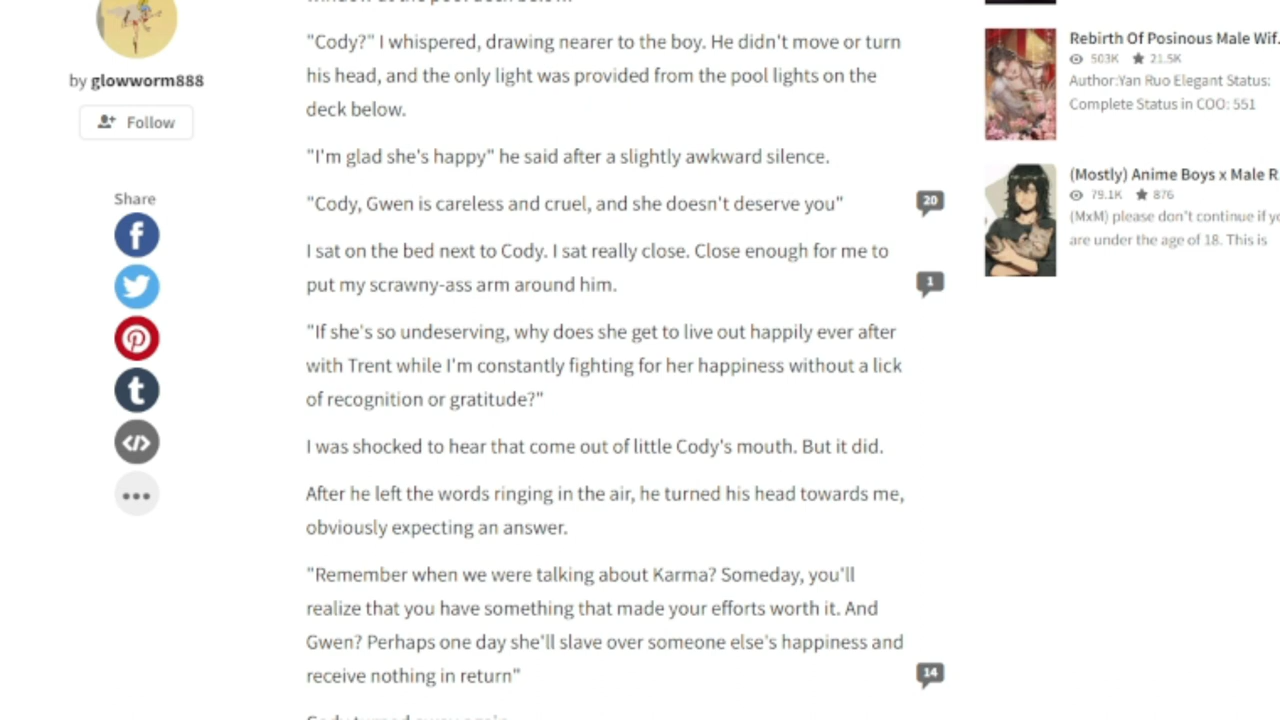 by glowworm888
Follow
Share
"Cody?" I whispered, drawing nearer to the boy. He didn't move or turn
his head, and the only light was provided from the pool lights on the
deck below.
"I'm glad she's happy" he said after a slightly awkward silence.
"Cody, Gwen is careless and cruel, and she doesn't deserve you"
20
I sat on the bed next to Cody. I sat really close. Close enough for me to
put my scrawny-ass arm around him.
1
"If she's so undeserving, why does she get to live out happily ever after
with Trent while I'm constantly fighting for her happiness without a lick
of recognition or gratitude?"
I was shocked to hear that come out of little Cody's mouth. But it did.
After he left the words ringing in the air, he turned his head towards me,
obviously expecting an answer.
"Remember when we were talking about Karma? Someday, you'll
realize that you have something that made your efforts worth it. And
Gwen? Perhaps one day she'll slave over someone else's happiness and
receive nothing in return"
14
Cody turned away again
Rebirth Of Posinous Male Wif.
503K 21.5K
Author:Yan Ruo Elegant Status:
Complete Status in COO: 551
(Mostly) Anime Boys x Male R
79.1K 876
(MxM) please don't continue if yo
are under the age of 18. This is